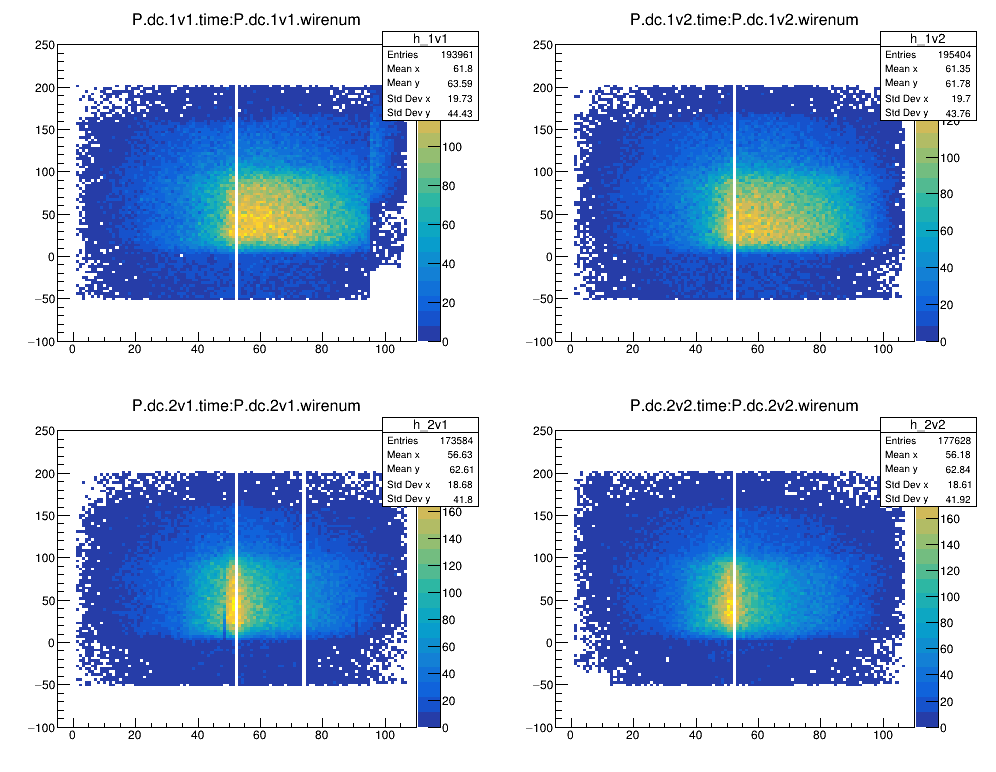 P.dc.1v1.time:P.dc.1v1.wirenum
h_1v1
Entries 193961
Mean x 61.8
Mean y 63.59
Std Dev x 19.73
Std Dev y 44.43
250
200
150
100
50
0
−50
−100
0 20 40 60 80 100
100
80
60
40
20
0
P.dc.1v2.time:P.dc.1v2.wirenum
h_1v2
Entries 195404
Mean x 61.35
Mean y 61.78
Std Dev x 19.7
Std Dev y 43.76
250
200
150
100
50
0
−50
−100
0 20 40 60 80 100
120
100
80
60
40
20
0
P.dc.2v1.time:P.dc.2v1.wirenum
h_2v1
Entries 173584
Mean x 56.63
Mean y 62.61
Std Dev x 18.68
Std Dev y 41.8
250
200
150
100
50
0
−50
−100
0 20 40 60 80 100
160
140
120
100
80
60
40
20
0
P.dc.2v2.time:P.dc.2v2.wirenum
h_2v2
Entries 177628
Mean x 56.18
Mean y 62.84
Std Dev x 18.61
Std Dev y 41.92
250
200
150
100
50
0
−50
−100
0 20 40 60 80 100
160
140
120
100
80
60
40
20
0